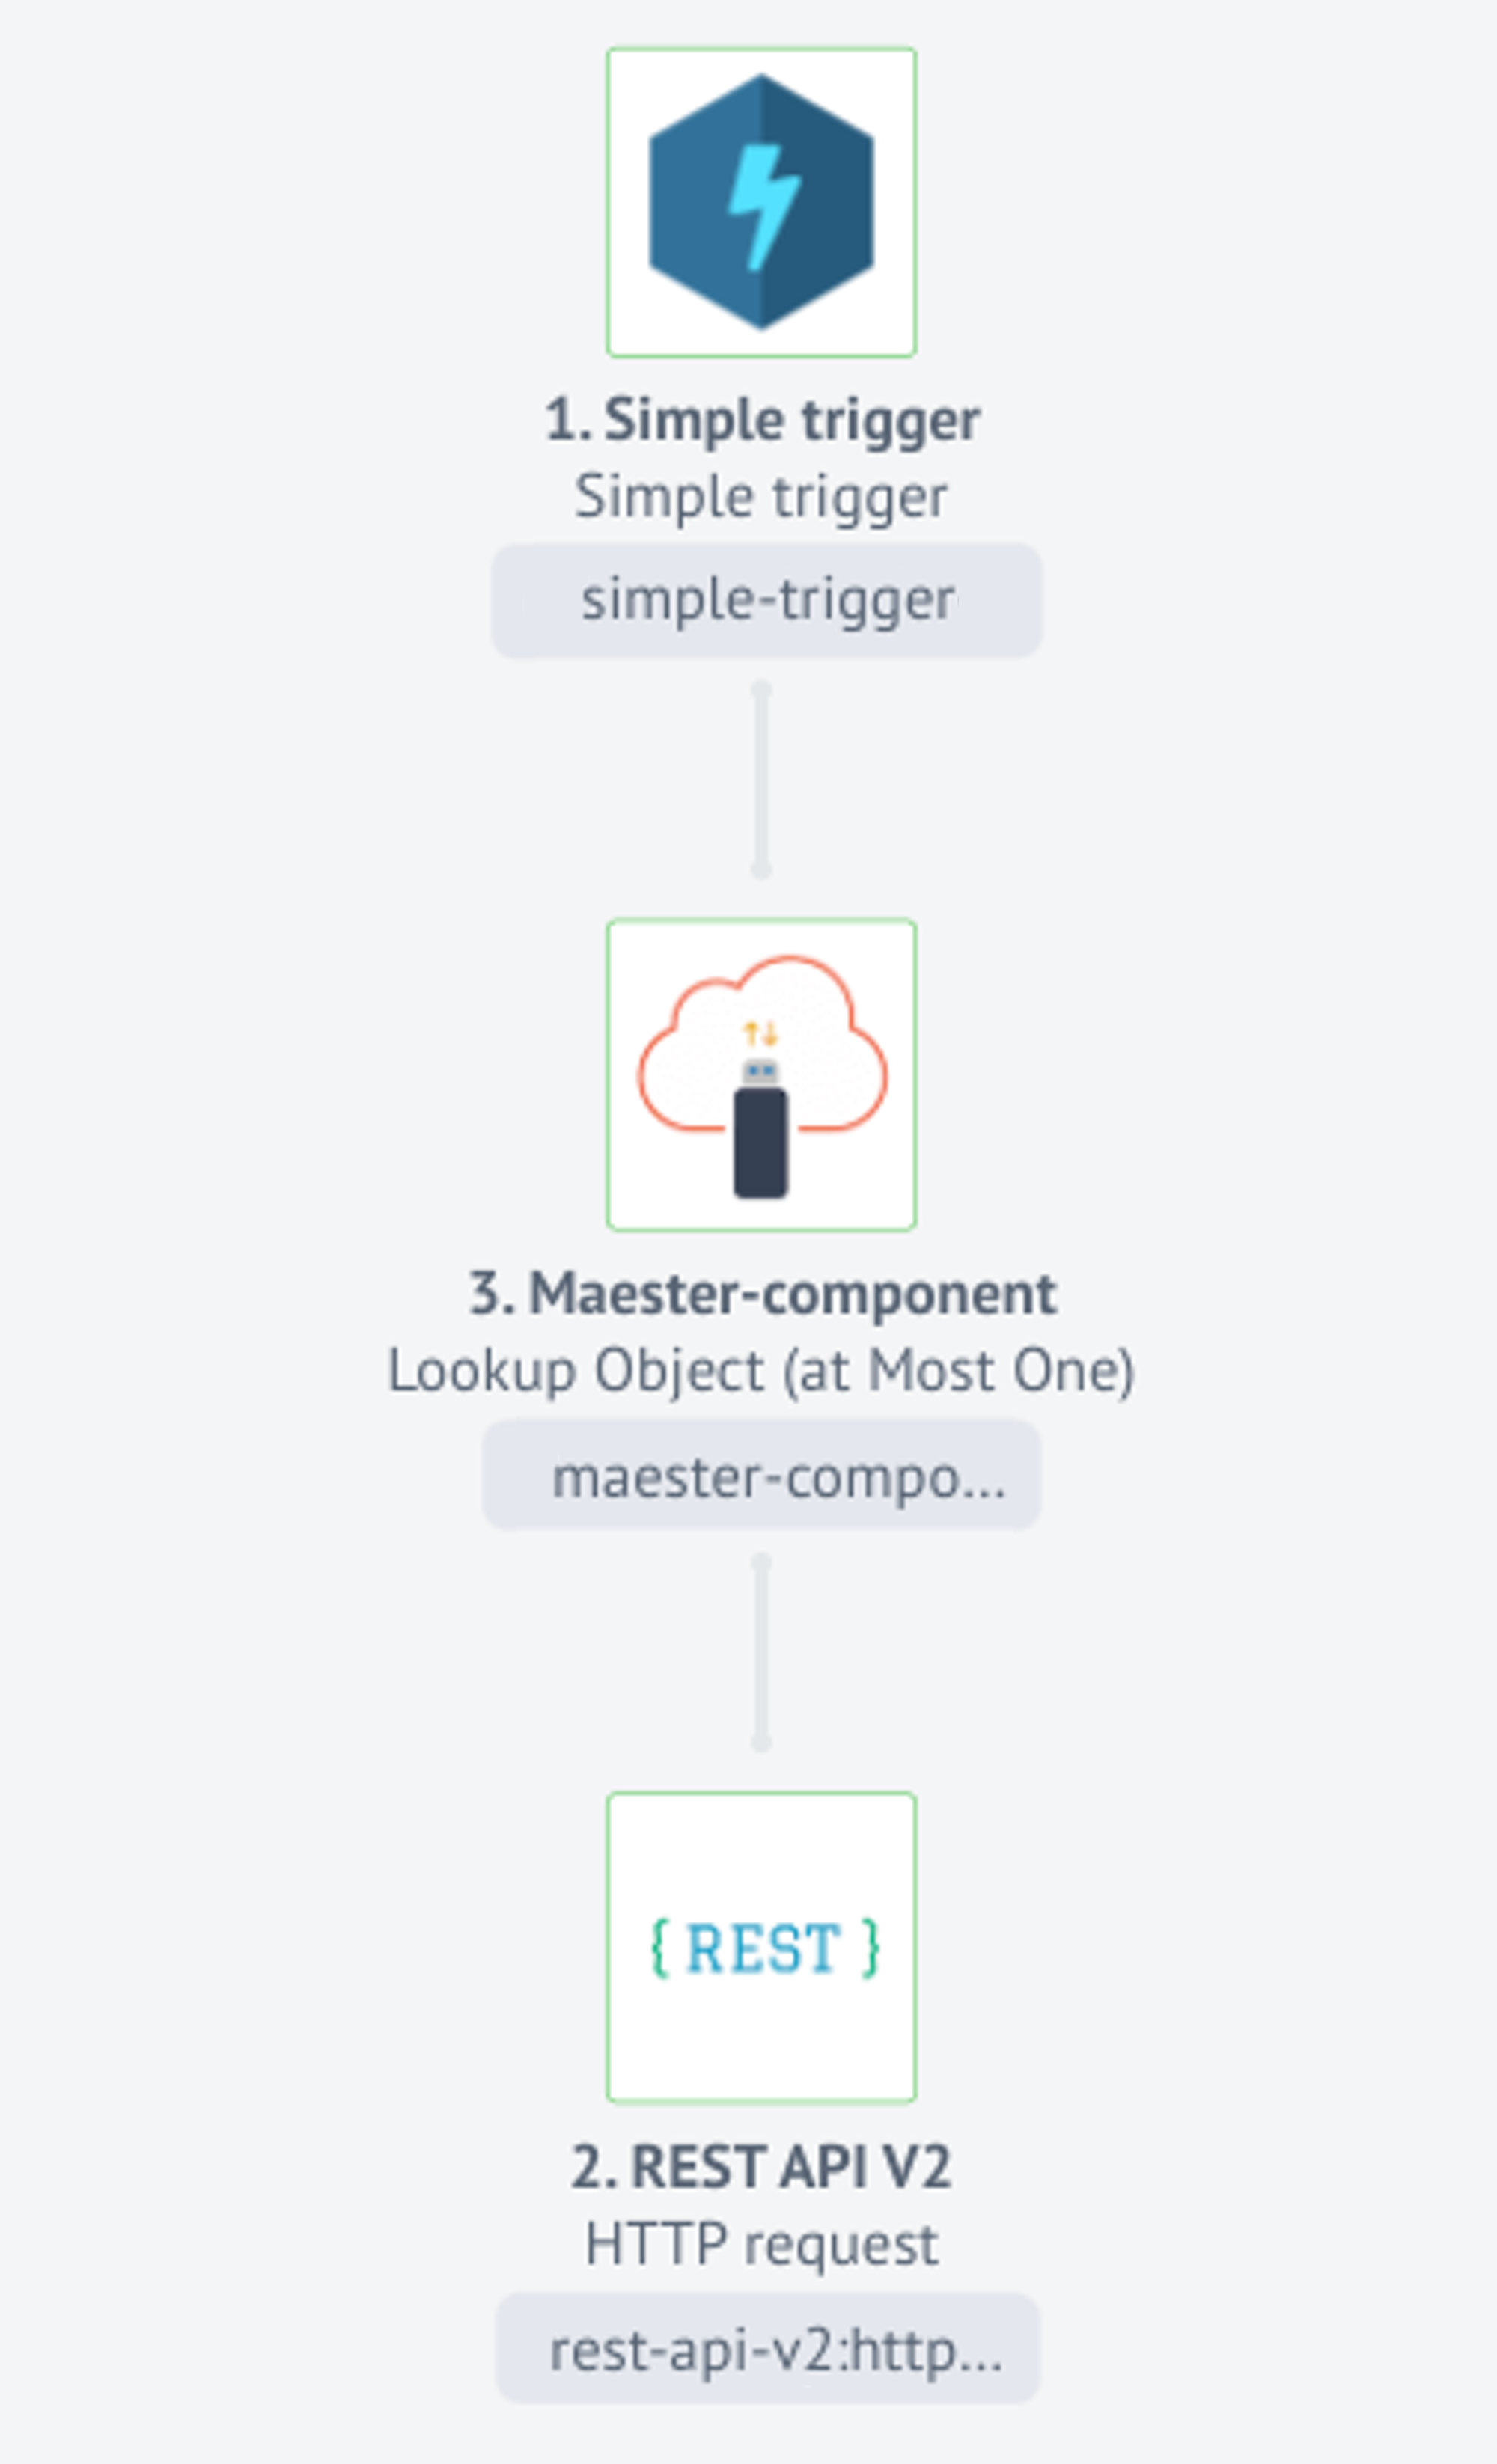 1. Simple trigger
Simple trigger
simple-trigger
3. Maester-component
Lookup Object (at Most One)
maester-compo...
{ REST }
2. REST API V2
HTTP request
rest-api-v2:http...